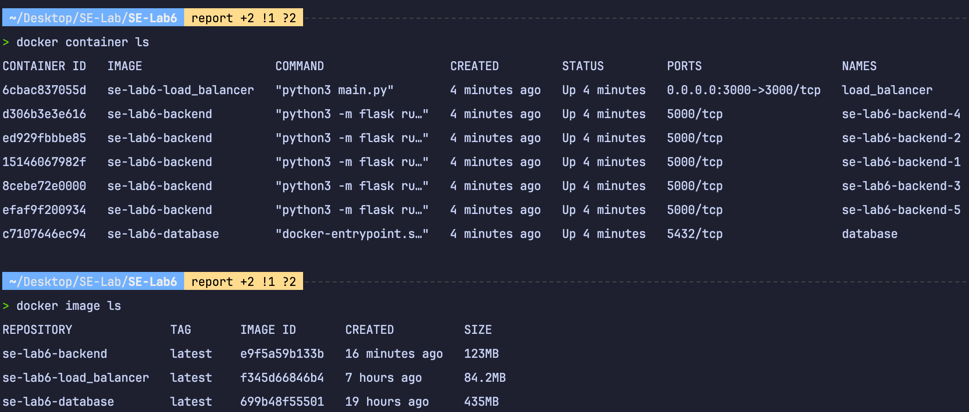 ~/Desktop/SE-Lab/SE-Lab6 report +2 !1 ?2
> docker container ls
CONTAINER ID IMAGE COMMAND CREATED STATUS PORTS NAMES
6cbac837055d se-lab6-load_balancer "python3 main.py" 4 minutes ago Up 4 minutes 0.0.0.0:3000->3000/tcp load_balancer
d306b3e3e616 se-lab6-backend "python3 -m flask ru…" 4 minutes ago Up 4 minutes 5000/tcp se-lab6-backend-4
ed929fbbbe85 se-lab6-backend "python3 -m flask ru…" 4 minutes ago Up 4 minutes 5000/tcp se-lab6-backend-2
15146067982f se-lab6-backend "python3 -m flask ru…" 4 minutes ago Up 4 minutes 5000/tcp se-lab6-backend-1
8cebe72e0000 se-lab6-backend "python3 -m flask ru…" 4 minutes ago Up 4 minutes 5000/tcp se-lab6-backend-3
efaf9f200934 se-lab6-backend "python3 -m flask ru…" 4 minutes ago Up 4 minutes 5000/tcp se-lab6-backend-5
c7107646ec94 se-lab6-database "docker-entrypoint.s…" 4 minutes ago Up 4 minutes 5432/tcp database
~/Desktop/SE-Lab/SE-Lab6 report +2 !1 ?2
> docker image ls
REPOSITORY TAG IMAGE ID CREATED SIZE
se-lab6-backend latest e9f5a59b133b 16 minutes ago 123MB
se-lab6-load_balancer latest f345d66846b4 7 hours ago 84.2MB
se-lab6-database latest 699b48f55501 19 hours ago 435MB